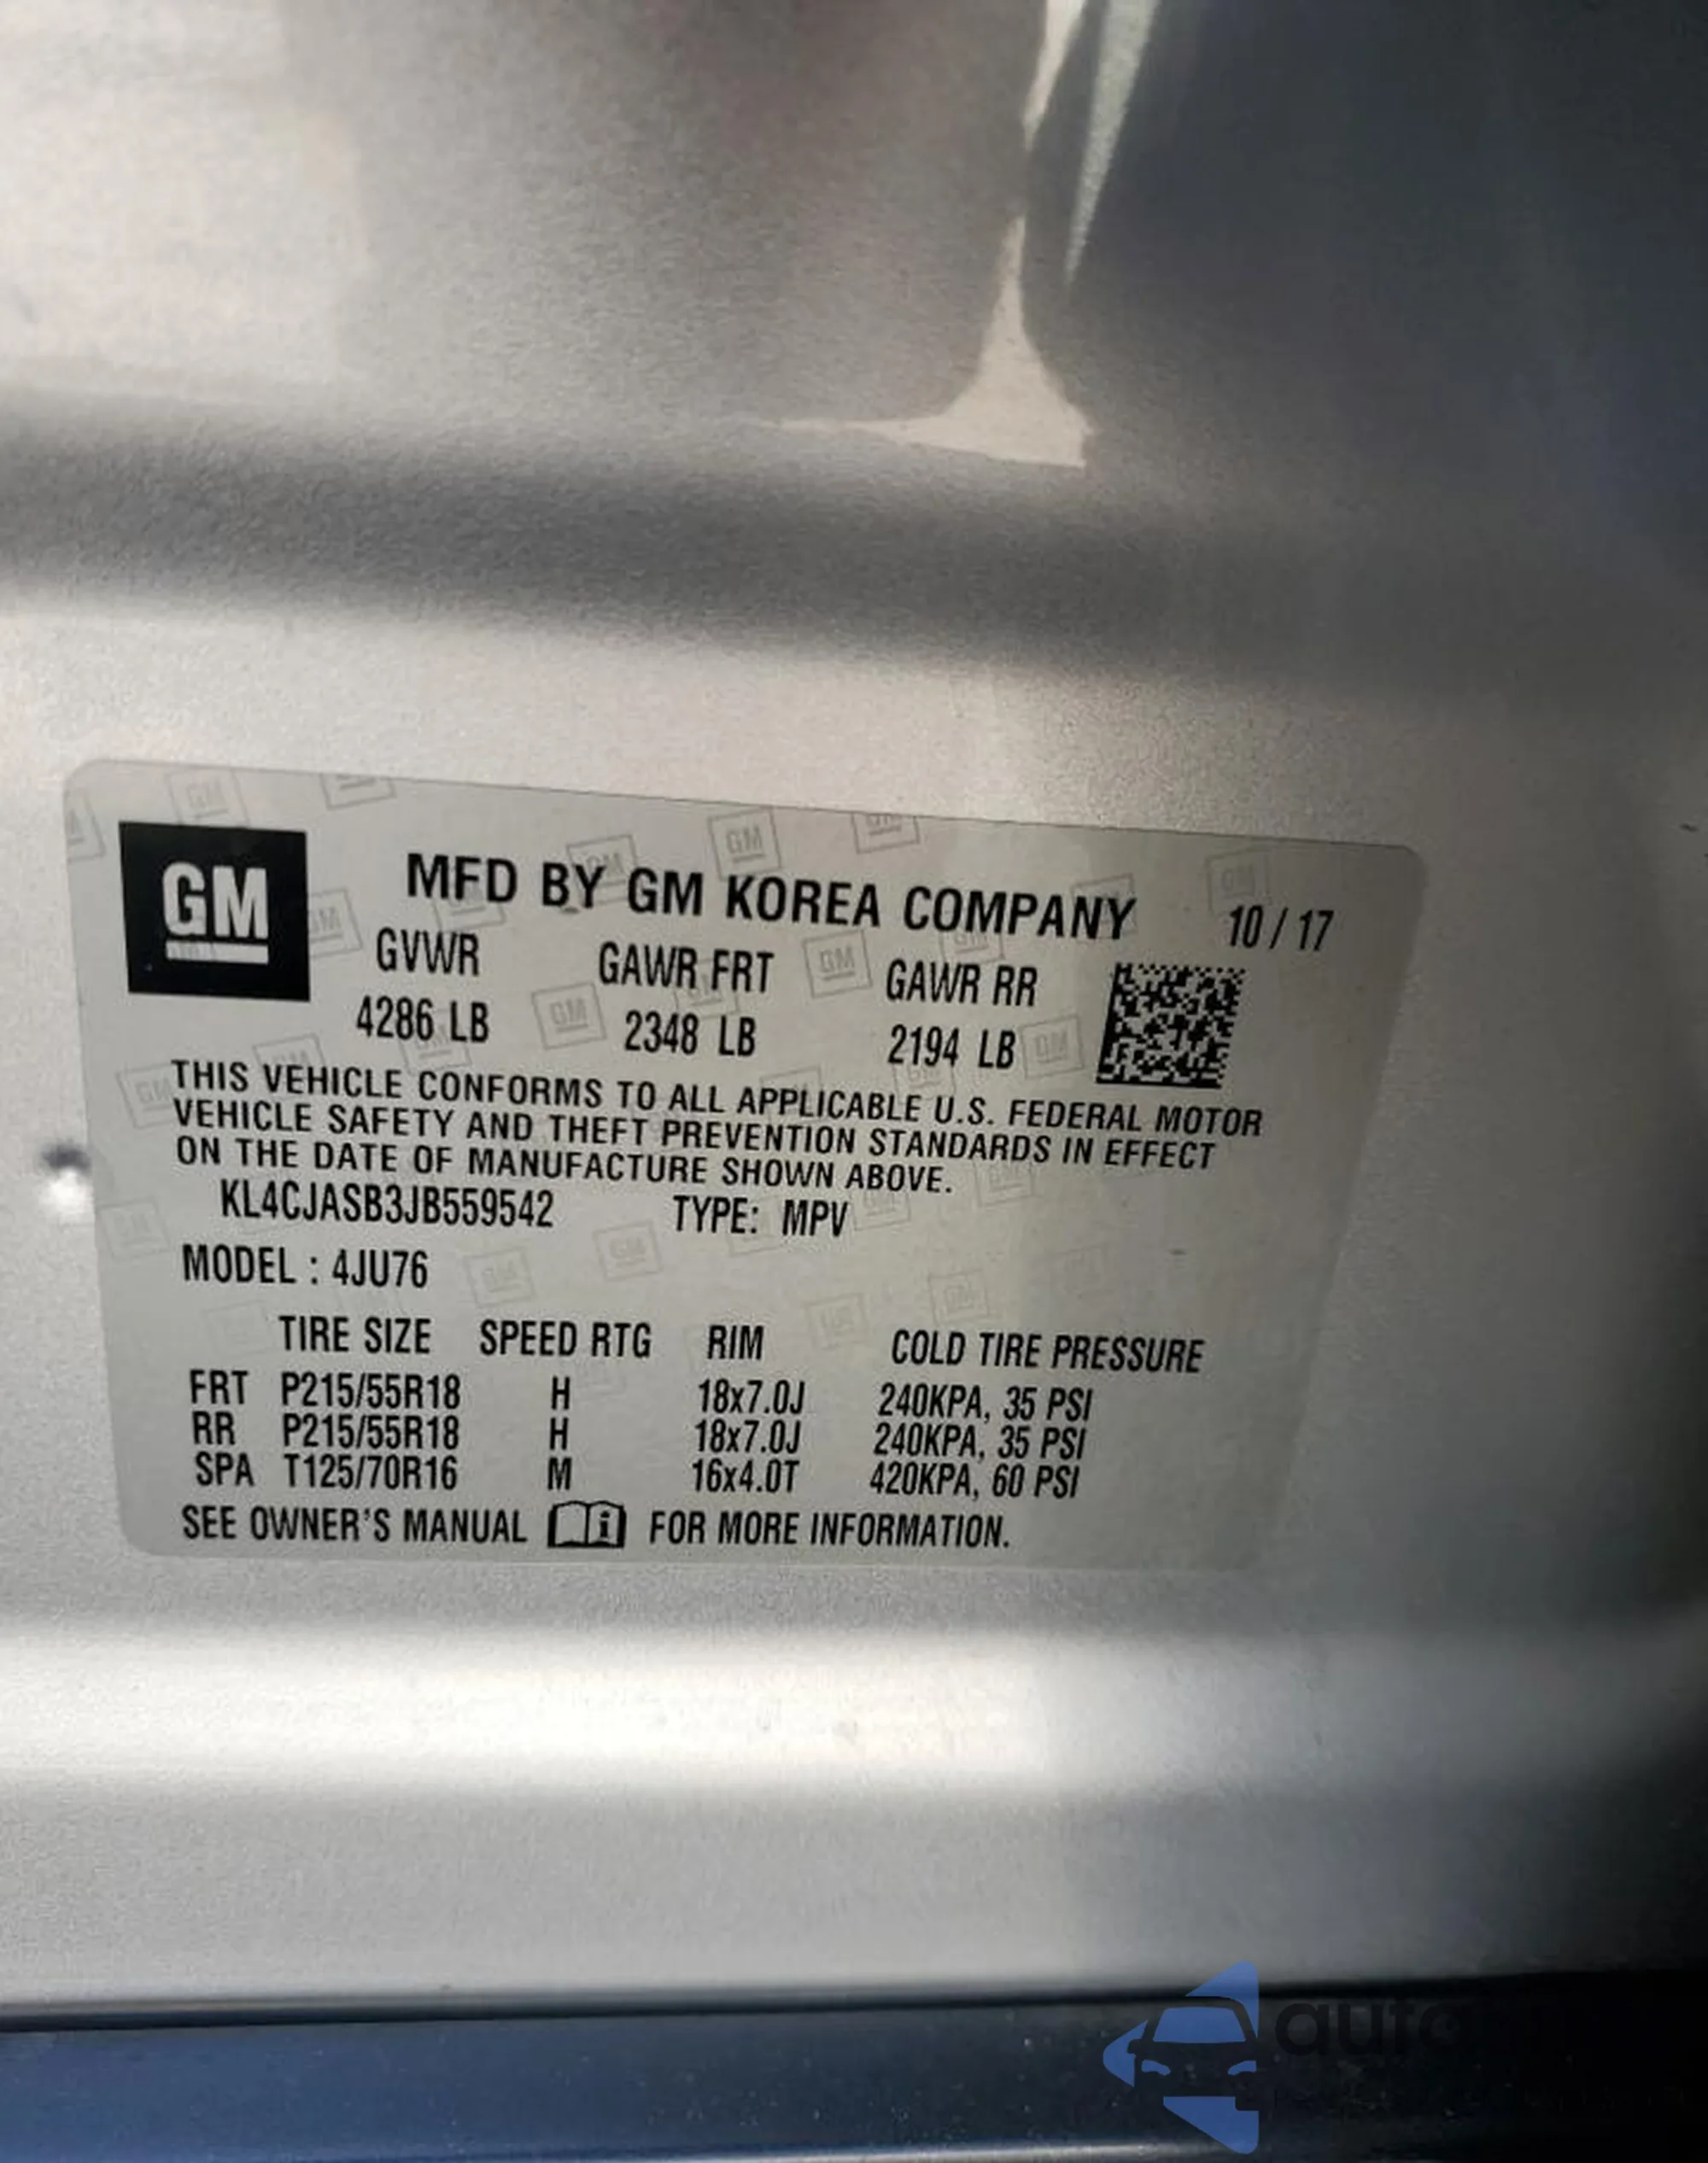 GM
MFD BY GM KOREA COMPANY 10 / 17
GVWR GAWR FRT GAWR RR
4286 LB 2348 LB 2194 LB
THIS VEHICLE CONFORMS TO ALL APPLICABLE U.S. FEDERAL MOTOR
VEHICLE SAFETY AND THEFT PREVENTION STANDARDS IN EFFECT
ON THE DATE OF MANUFACTURE SHOWN ABOVE.
KL4CJASB3JB559542 TYPE: MPV
MODEL : 4JU76
TIRE SIZE SPEED RTG RIM COLD TIRE PRESSURE
FRT P215/55R18 H 18x7.0J 240KPA, 35 PSI
RR P215/55R18 H 18x7.0J 240KPA, 35 PSI
SPA T125/70R16 M 16x4.0T 420KPA, 60 PSI
SEE OWNER'S MANUAL i FOR MORE INFORMATION.